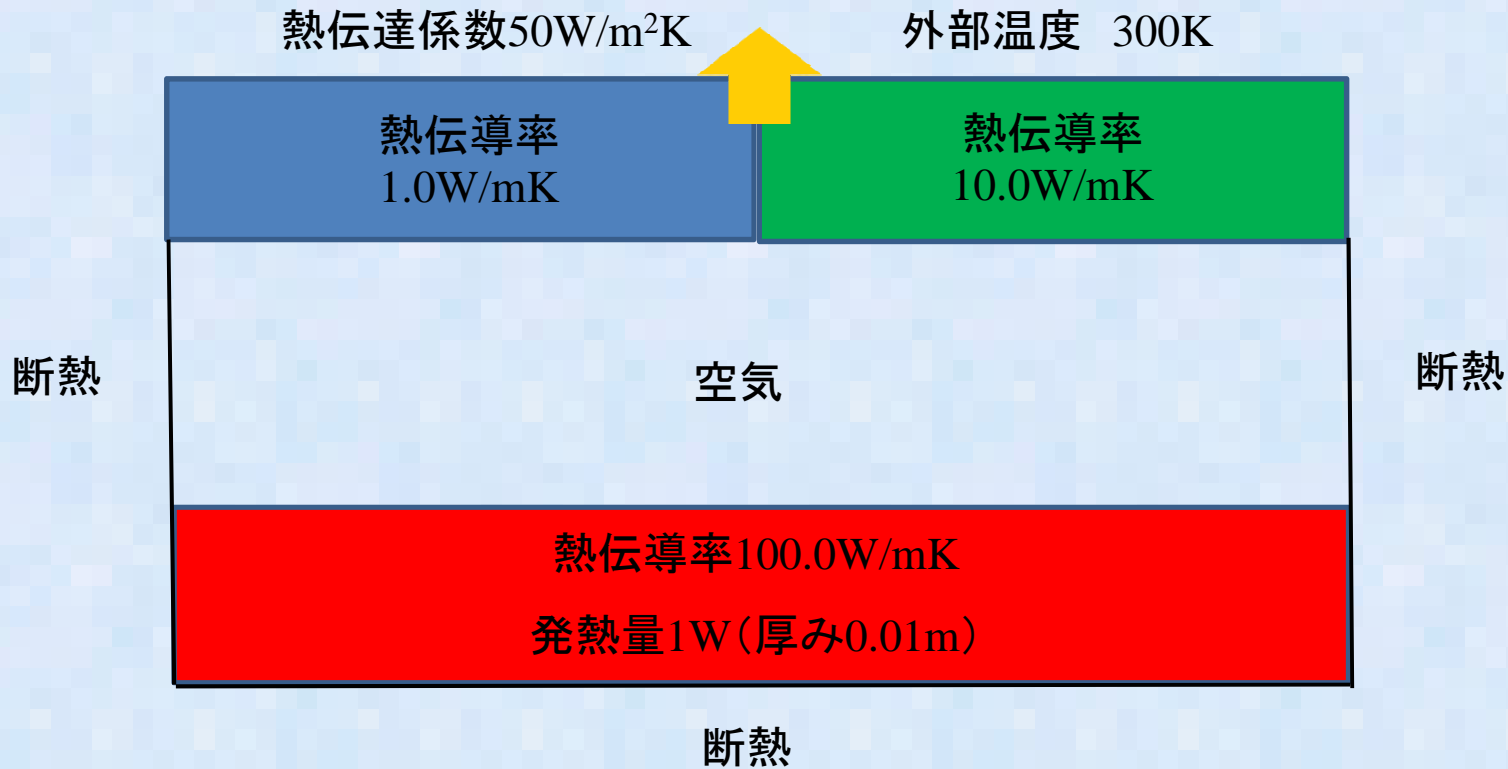 熱伝達係数50W/m²K
外部温度 300K
熱伝導率
1.0W/mK
熱伝導率
10.0W/mK
断熱
空気
断熱
熱伝導率100.0W/mK
発熱量1W(厚み0.01m)
断熱